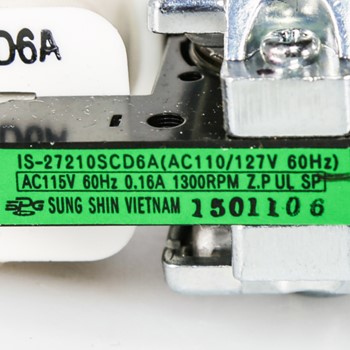 D6A
IS-27210SCD6A(AC110/127V 60Hz)
AC115V 60Hz 0.16A 1300RPM Z.P UL SP
SUNG SHIN VIETNAM 1501106